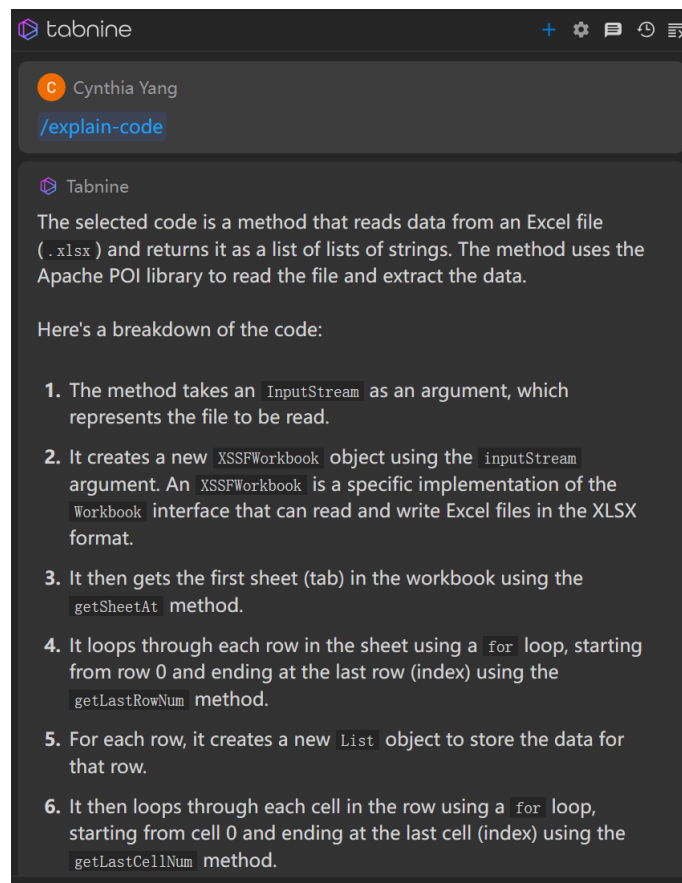 tabnine
C Cynthia Yang
/explain-code
Tabnine
The selected code is a method that reads data from an Excel file
(.xlsx) and returns it as a list of lists of strings. The method uses the
Apache POI library to read the file and extract the data.
Here's a breakdown of the code:
1. The method takes an InputStream as an argument, which
represents the file to be read.
2. It creates a new XSSFWorkbook object using the inputStream
argument. An XSSFWorkbook is a specific implementation of the
Workbook interface that can read and write Excel files in the XLSX
format.
3. It then gets the first sheet (tab) in the workbook using the
getSheetAt method.
4. It loops through each row in the sheet using a for loop, starting
from row 0 and ending at the last row (index) using the
getLastRowNum method.
5. For each row, it creates a new List object to store the data for
that row.
6. It then loops through each cell in the row using a for loop,
starting from cell 0 and ending at the last cell (index) using the
getLastCellNum method.